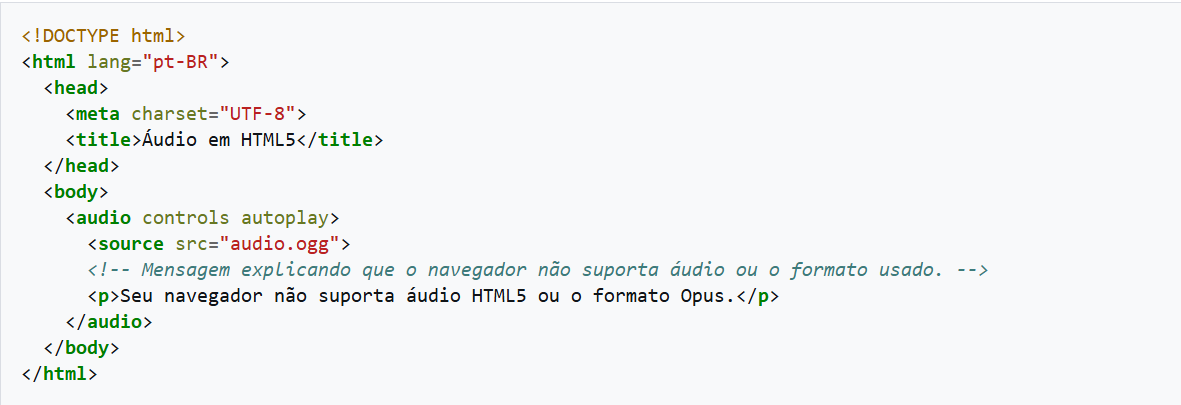 <!DOCTYPE html>
<html lang="pt-BR">
  <head>
    <meta charset="UTF-8">
    <title>Áudio em HTML5</title>
  </head>
  <body>
    <audio controls autoplay>
      <source src="audio.ogg">
      <!-- Mensagem explicando que o navegador não suporta áudio ou o formato usado. -->
      <p>Seu navegador não suporta áudio HTML5 ou o formato Opus.</p>
    </audio>
  </body>
</html>